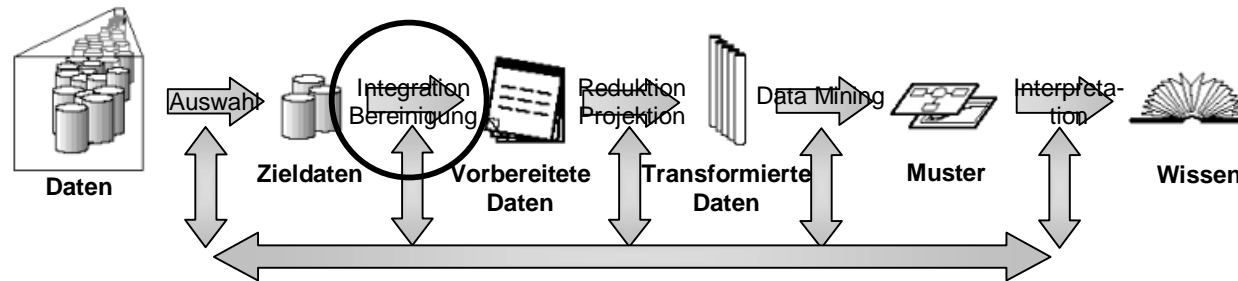 Daten
Auswahl
Zieldaten
Integration
Bereinigung
Vorbereitete
Daten
Reduktion
Projektion
Transformierte
Daten
Data Mining
Muster
Interpreta-
tion
Wissen